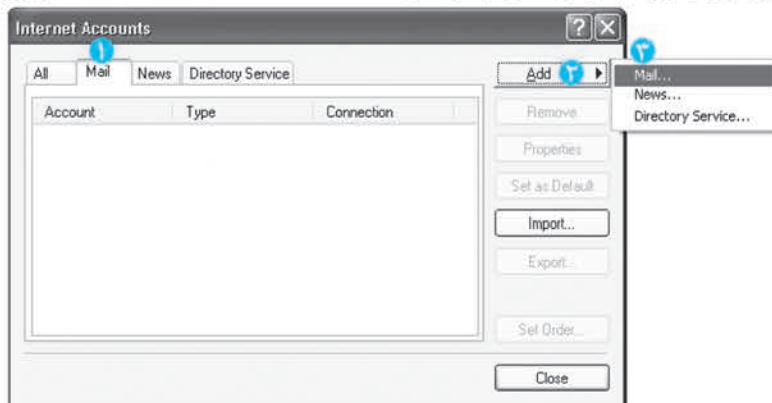 Internet Accounts
۱
All Mail News Directory Service
Add ۲
۳
Mail...
News...
Directory Service...
Account Type Connection
Remove
Properties
Set as Default
Import...
Export...
Set Order...
Close